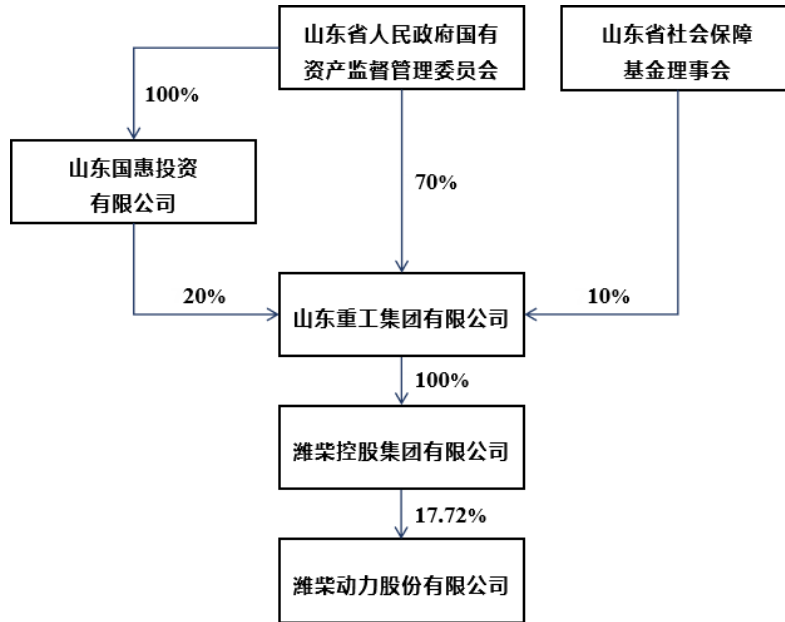 山东省人民政府国有
资产监督管理委员会
山东省社会保障
基金理事会
100%
山东国惠投资
有限公司
70%
20%
10%
山东重工集团有限公司
100%
潍柴控股集团有限公司
17.72%
潍柴动力股份有限公司